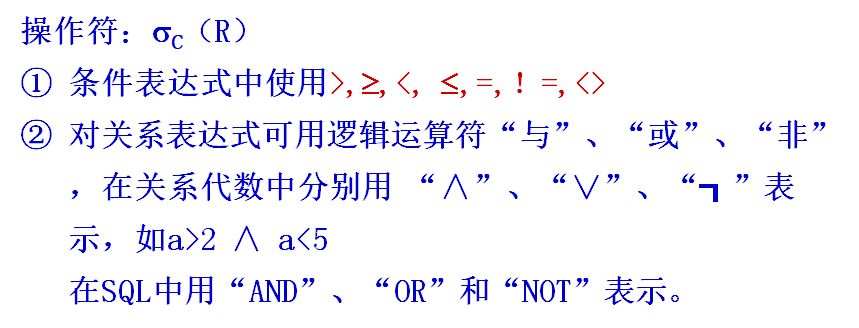 操作符：σC（R）
① 条件表达式中使用>,≥,<, ≤,=,！=,<>
② 对关系表达式可用逻辑运算符“与”、“或”、“非”
，在关系代数中分别用 “∧”、“∨”、“┓”表
示，如a>2 ∧ a<5
在SQL中用“AND”、“OR”和“NOT”表示。